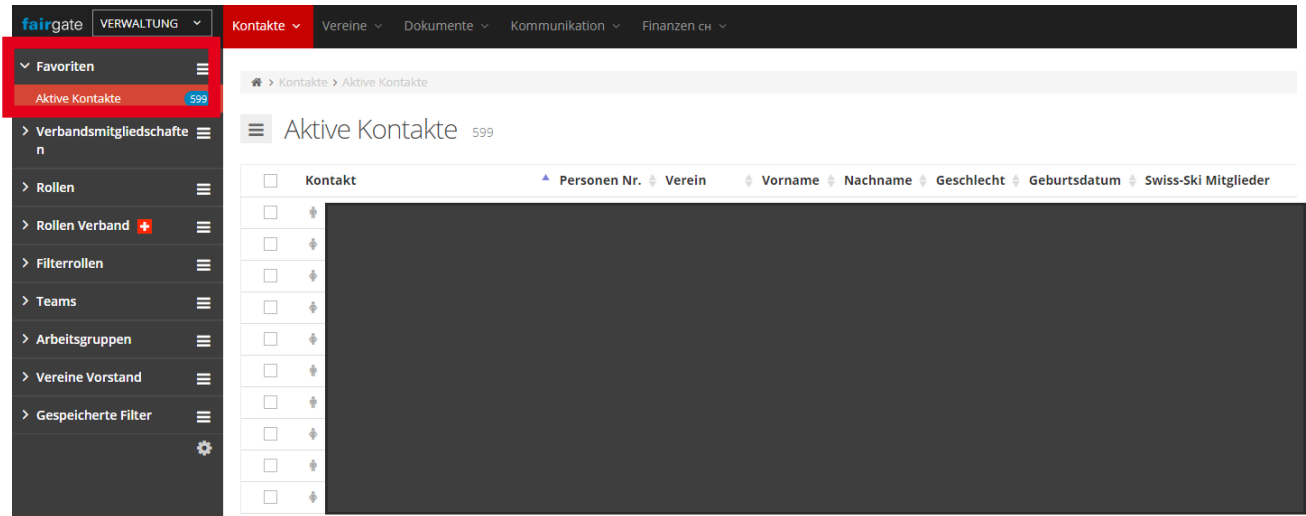 fairgate VERWALTUNG
Kontakte Vereine Dokumente Kommunikation Finanzen CH
Favoriten
Aktive Kontakte 599
Verbandsmitgliedschafte
n
Rollen
Rollen Verband
Filterrollen
Teams
Arbeitsgruppen
Vereine Vorstand
Gespeicherte Filter
> Kontakte > Aktive Kontakte
Aktive Kontakte 599
Kontakt Personen Nr. Verein Vorname Nachname Geschlecht Geburtsdatum Swiss-Ski Mitglieder